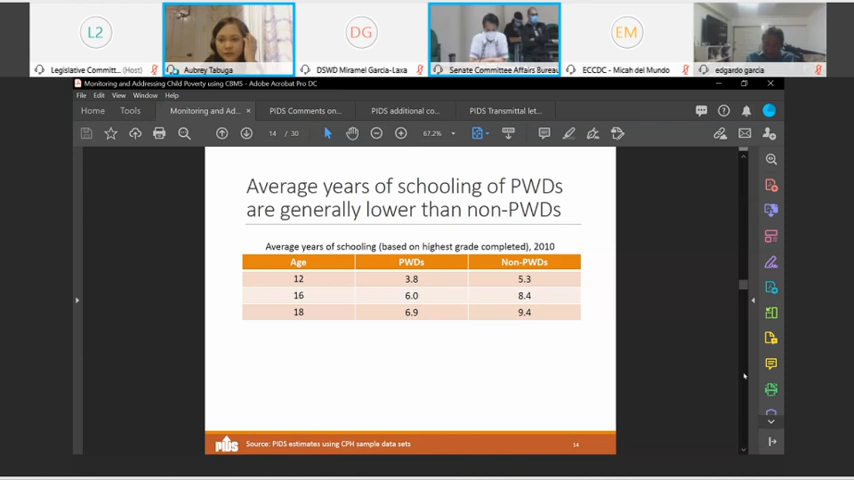 L2
DG
EM
Legislative Committ... (Host)
Aubrey Tabuga
DSWD Miramel Garcia-Laxa
Senate Committee Affairs Bureau
ECCDC - Micah del Mundo
edgardo garcia
Monitoring and Addressing Child Poverty using CBMS - Adobe Acrobat Pro DC
File Edit View Window Help
Home Tools Monitoring and Ad... × PIDS Comments on... PIDS additional co... PIDS Transmittal let...
14 / 30 67.2%
Average years of schooling of PWDs
are generally lower than non-PWDs
Average years of schooling (based on highest grade completed), 2010
Age PWDs Non-PWDs
12 3.8 5.3
16 6.0 8.4
18 6.9 9.4
PIDS Source: PIDS estimates using CPH sample data sets 14